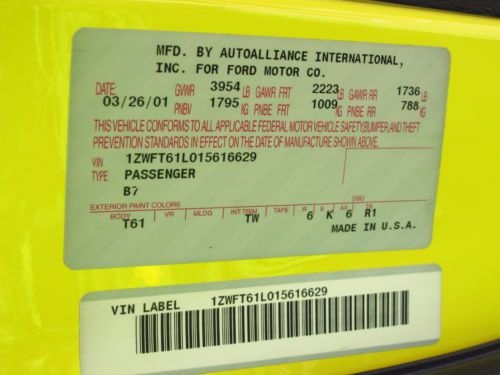 MFD. BY AUTOALLIANCE INTERNATIONAL,
INC. FOR FORD MOTOR CO.
DATE: GVWR 3954 LB GAWR FRT 2223 LB GAWR RR 1736 LB
03/26/01 PNBV 1795 KG PNBE FRT 1009 KG PNBE RR 788 KG
THIS VEHICLE CONFORMS TO ALL APPLICABLE FEDERAL MOTOR VEHICLE SAFETY, BUMPER, AND THEFT
PREVENTION STANDARDS IN EFFECT ON THE DATE OF MANUFACTURE SHOWN ABOVE.
VIN 1ZWFT61L015616629
TYPE PASSENGER
B7
EXTERIOR PAINT COLORS DSO
BODY VR MLDG INT TRIM TAPE R S AX TR
T61 TW 6 K 6 R1
MADE IN U.S.A.
VIN LABEL 1ZWFT61L015616629